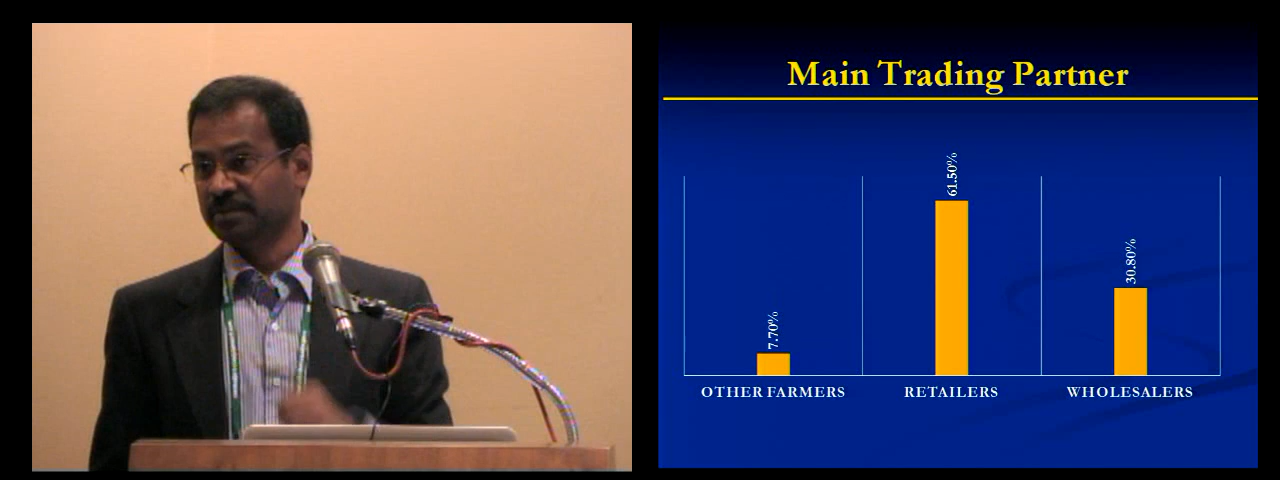 Main Trading Partner
7.70%
61.50%
30.80%
OTHER FARMERS
RETAILERS
WHOLESALERS